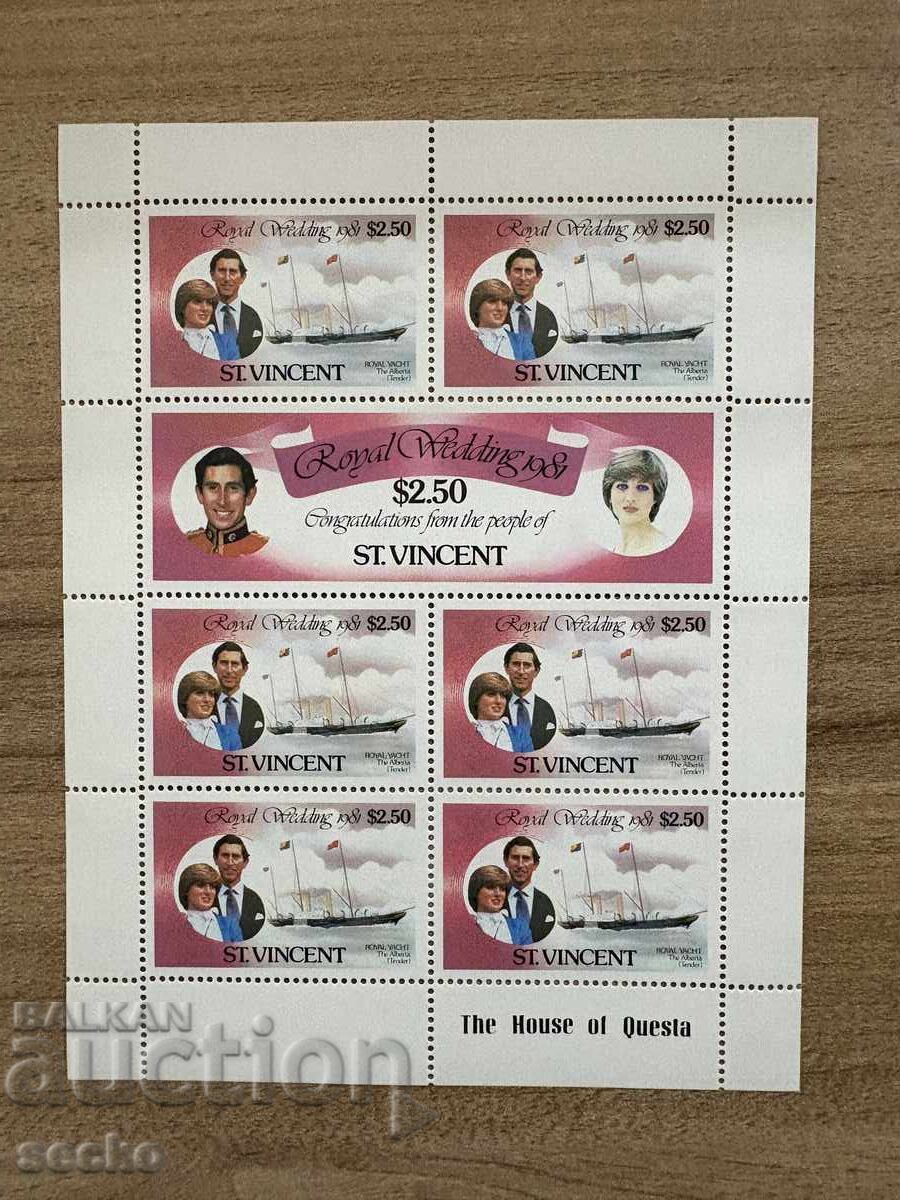 Royal Wedding 1981 $2.50
ROYAL YACHT
The Alberta
(Tender)
ST. VINCENT
Royal Wedding 1981 $2.50
ROYAL YACHT
The Alberta
(Tender)
ST. VINCENT
Royal Wedding 1981
$2.50
Congratulations from the people of
ST. VINCENT
Royal Wedding 1981 $2.50
ROYAL YACHT
The Alberta
(Tender)
ST. VINCENT
Royal Wedding 1981 $2.50
ROYAL YACHT
The Alberta
(Tender)
ST. VINCENT
Royal Wedding 1981 $2.50
ROYAL YACHT
The Alberta
(Tender)
ST. VINCENT
Royal Wedding 1981 $2.50
ROYAL YACHT
The Alberta
(Tender)
ST. VINCENT
The House of Questa
BALKAN
auction
secko